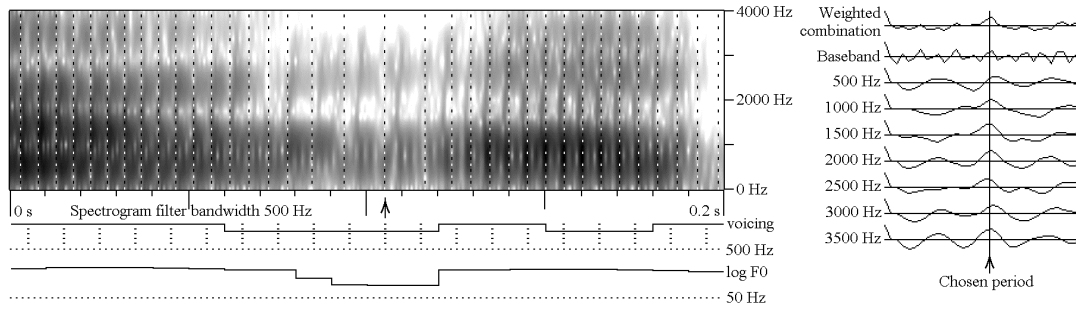 4000 Hz
2000 Hz
0 Hz
0 s
Spectrogram filter bandwidth 500 Hz
0.2 s
voicing
500 Hz
log F0
50 Hz
Weighted
combination
Baseband
500 Hz
1000 Hz
1500 Hz
2000 Hz
2500 Hz
3000 Hz
3500 Hz
Chosen period